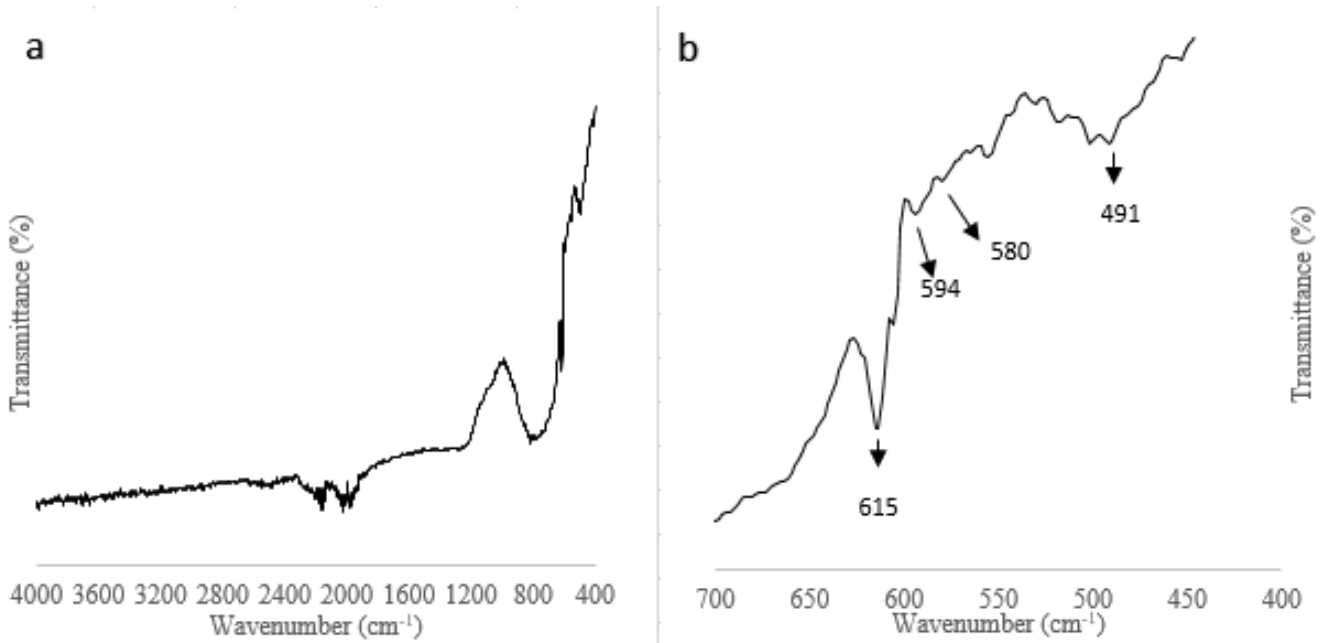 a
Transmittance (%)
4000 3600 3200 2800 2400 2000 1600 1200 800 400
Wavenumber (cm⁻¹)
b
594
580
491
615
Transmittance (%)
700 650 600 550 500 450 400
Wavenumber (cm⁻¹)